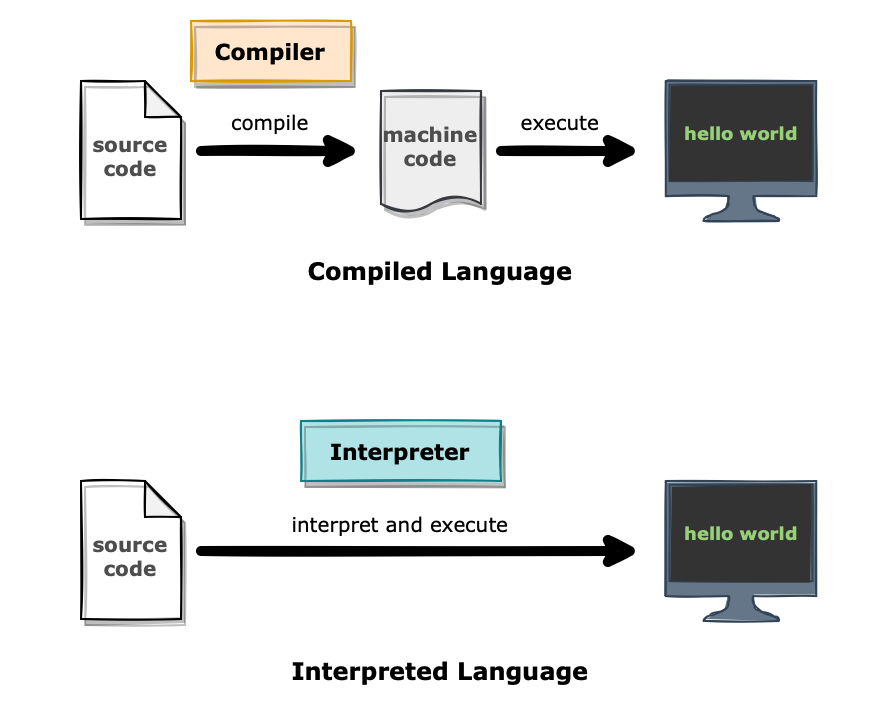 Compiler
source
code
compile
machine
code
execute
hello world
Compiled Language
Interpreter
source
code
interpret and execute
hello world
Interpreted Language